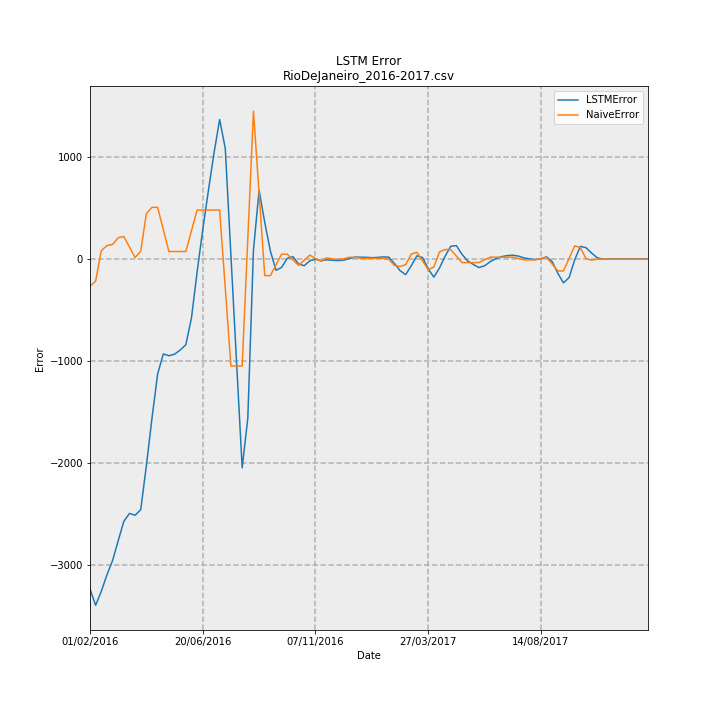 LSTM Error
RioDeJaneiro_2016-2017.csv
LSTMError
NaiveError
1000
0
−1000
−2000
−3000
Error
01/02/2016
20/06/2016
07/11/2016
27/03/2017
14/08/2017
Date